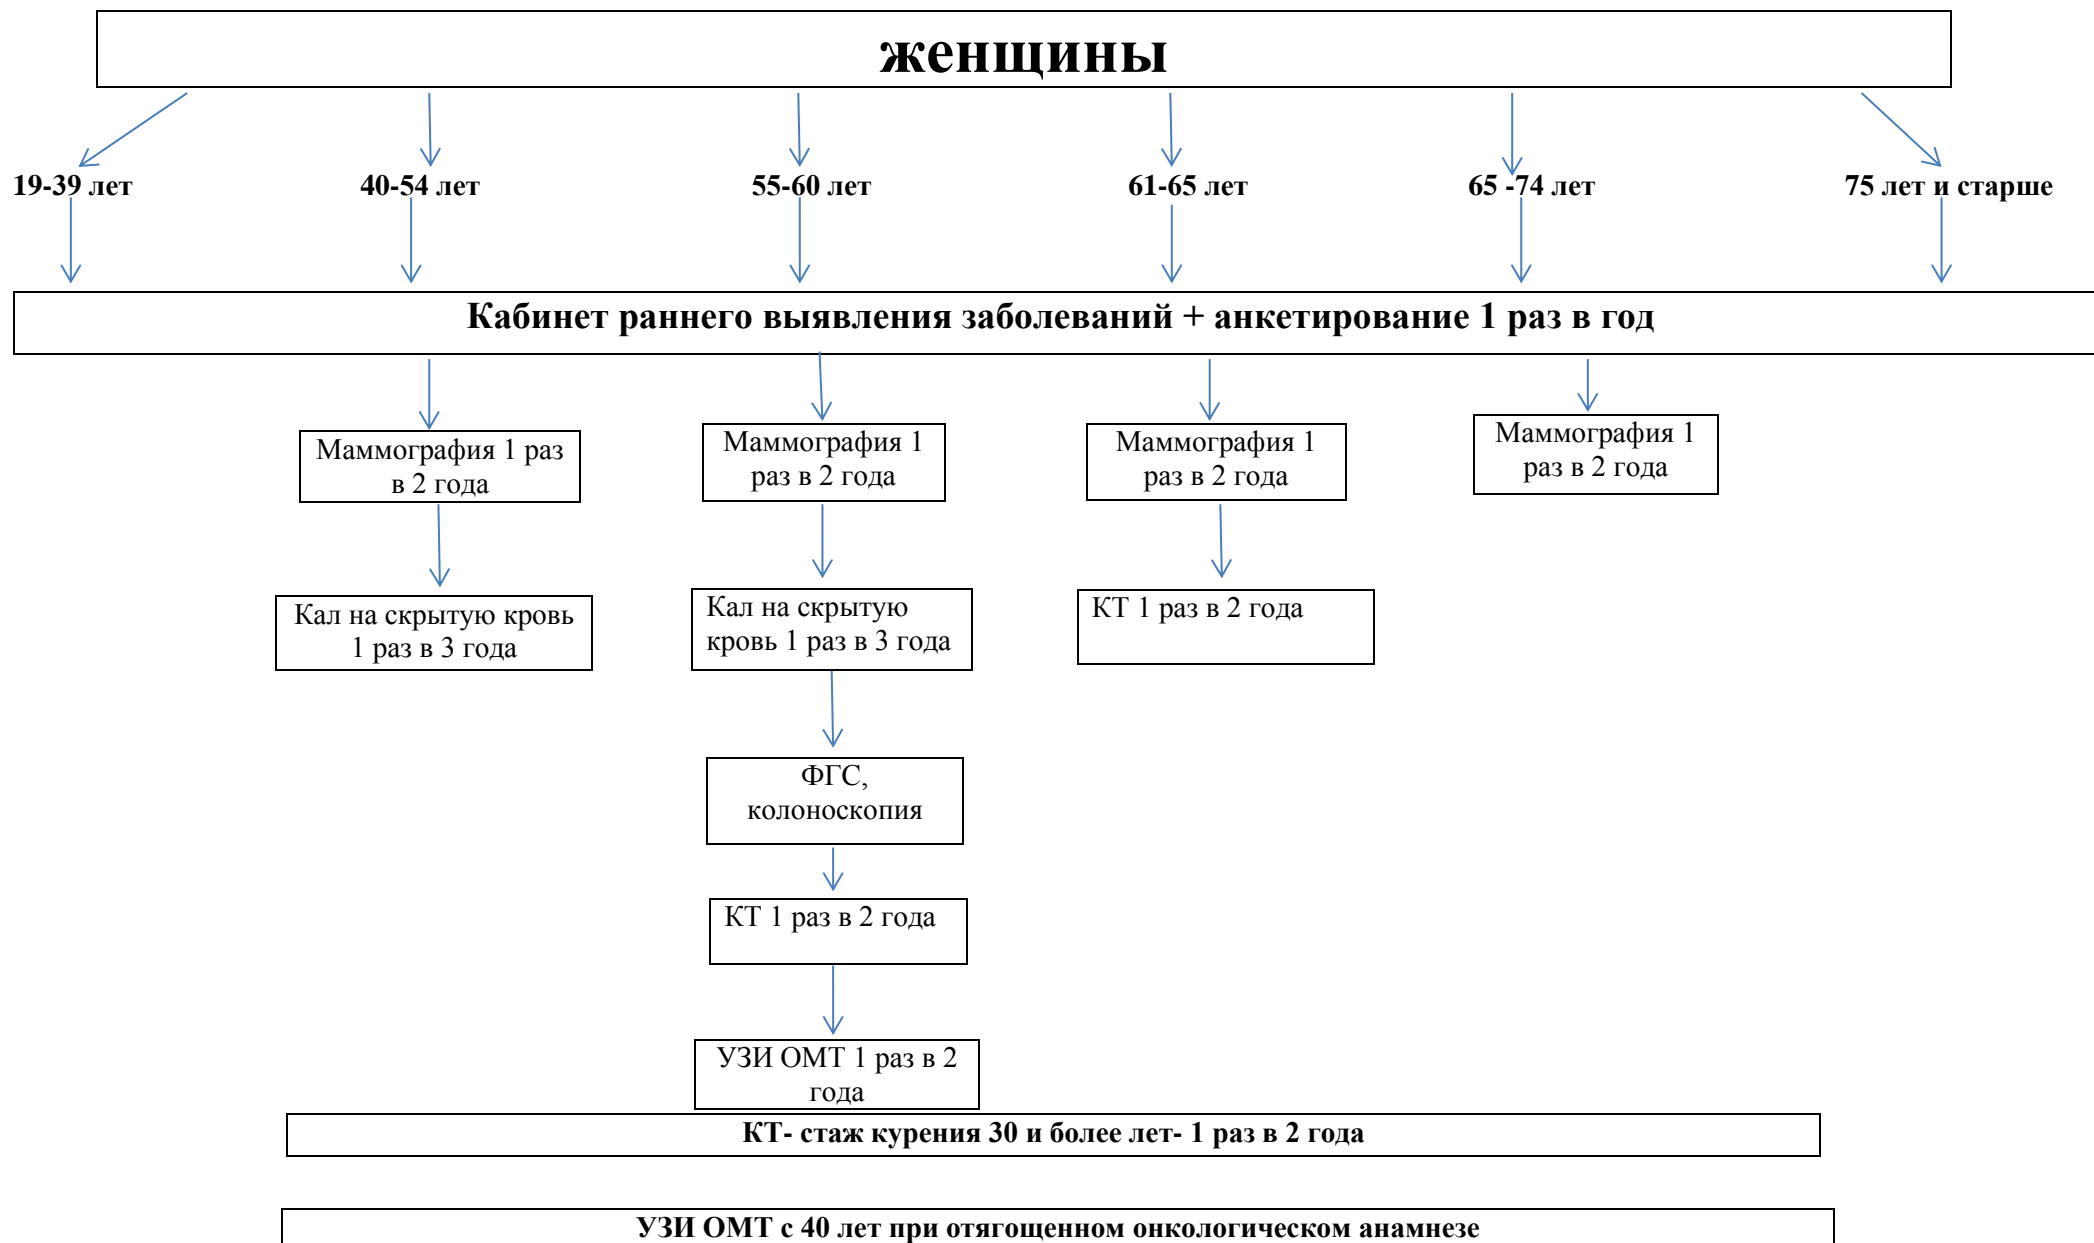 женщины
19-39 лет
40-54 лет
55-60 лет
61-65 лет
65 -74 лет
75 лет и старше
Кабинет раннего выявления заболеваний + анкетирование 1 раз в год
Маммография 1 раз
в 2 года
Маммография 1
раз в 2 года
Маммография 1
раз в 2 года
Маммография 1
раз в 2 года
Кал на скрытую кровь
1 раз в 3 года
Кал на скрытую
кровь 1 раз в 3 года
КТ 1 раз в 2 года
ФГС,
колоноскопия
КТ 1 раз в 2 года
УЗИ ОМТ 1 раз в 2
года
КТ- стаж курения 30 и более лет- 1 раз в 2 года
УЗИ ОМТ с 40 лет при отягощенном онкологическом анамнезе